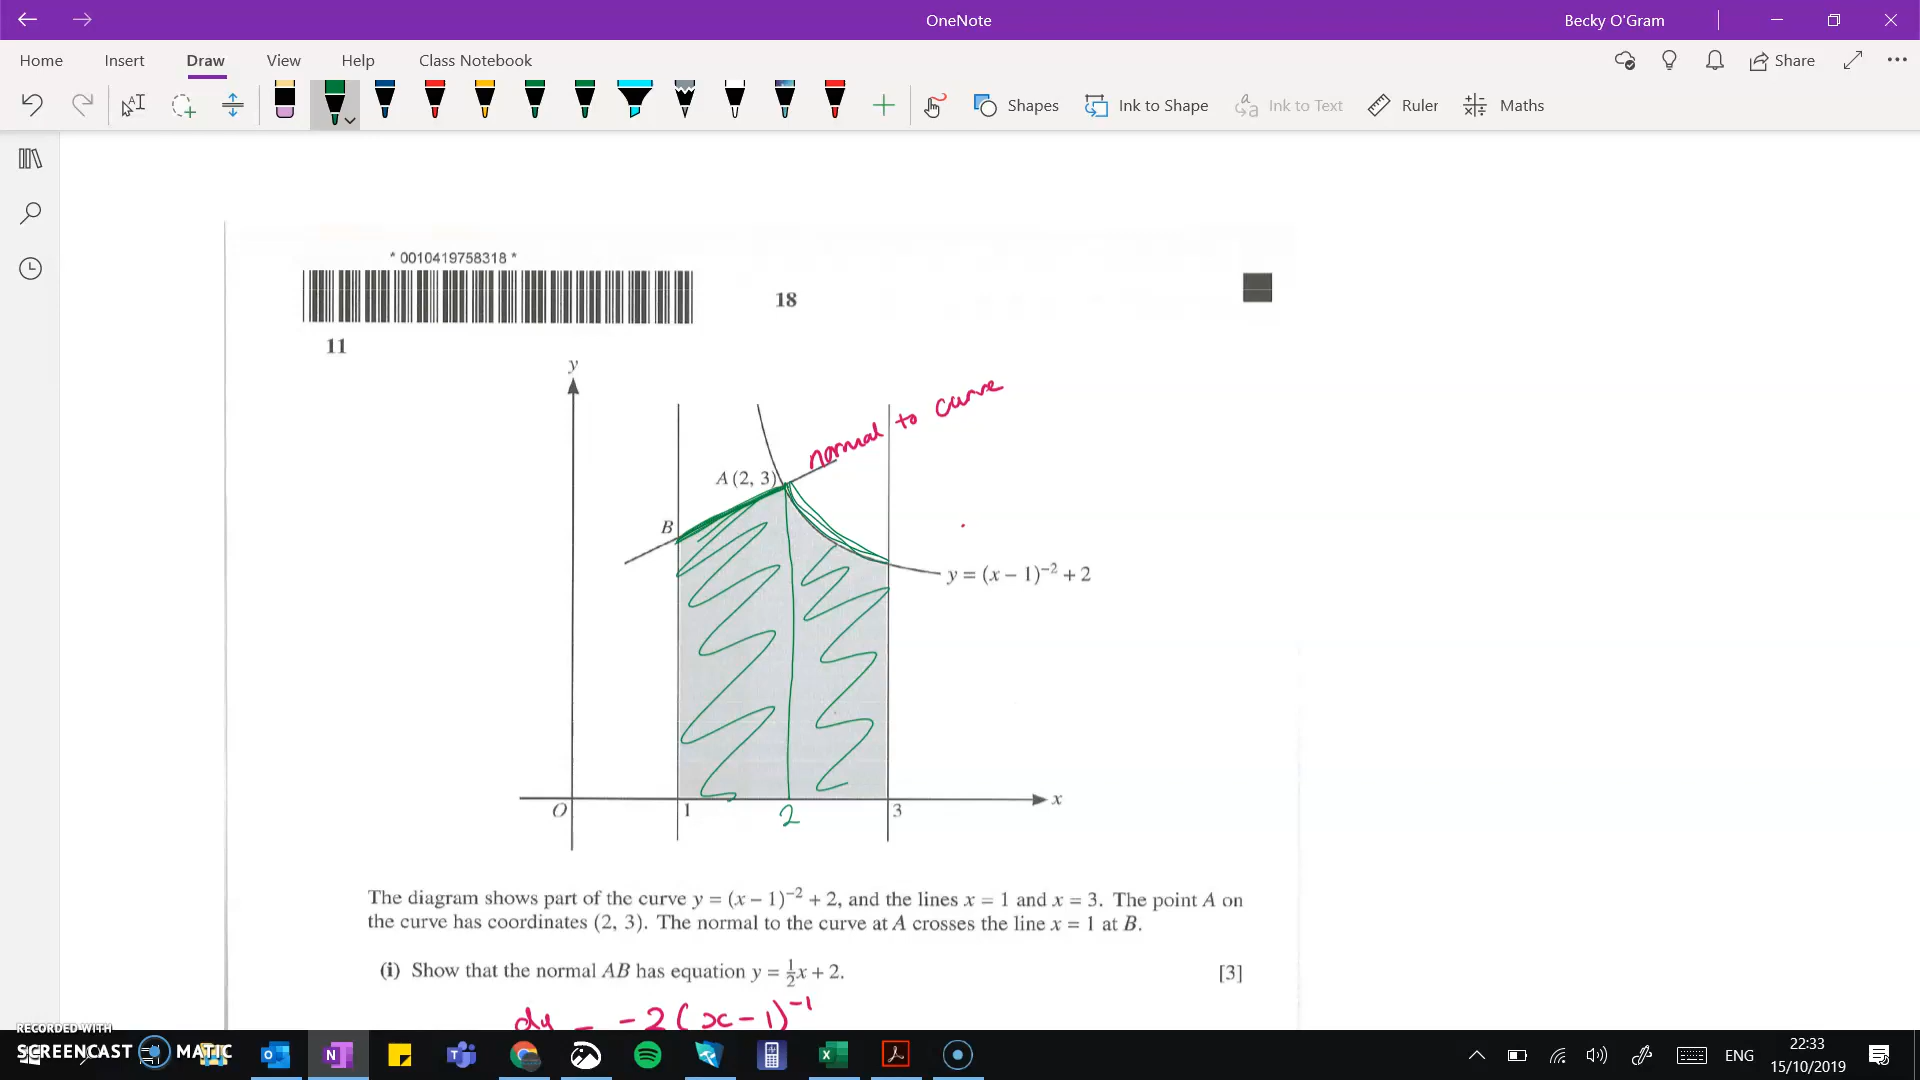 OneNote
Becky O'Gram
Home Insert Draw View Help Class Notebook
Share
Shapes Ink to Shape Ink to Text Ruler Maths
* 0010419758318 *
18
11
y
normal to curve
A (2, 3)
B
y = (x − 1)⁻² + 2
O 1 2 3 x
The diagram shows part of the curve y = (x − 1)⁻² + 2, and the lines x = 1 and x = 3. The point A on
the curve has coordinates (2, 3). The normal to the curve at A crosses the line x = 1 at B.
(i) Show that the normal AB has equation y = ½x + 2. [3]
dy = -2(x-1)⁻¹
RECORDED WITH
SCREENCAST MATIC
ENG
22:33
15/10/2019